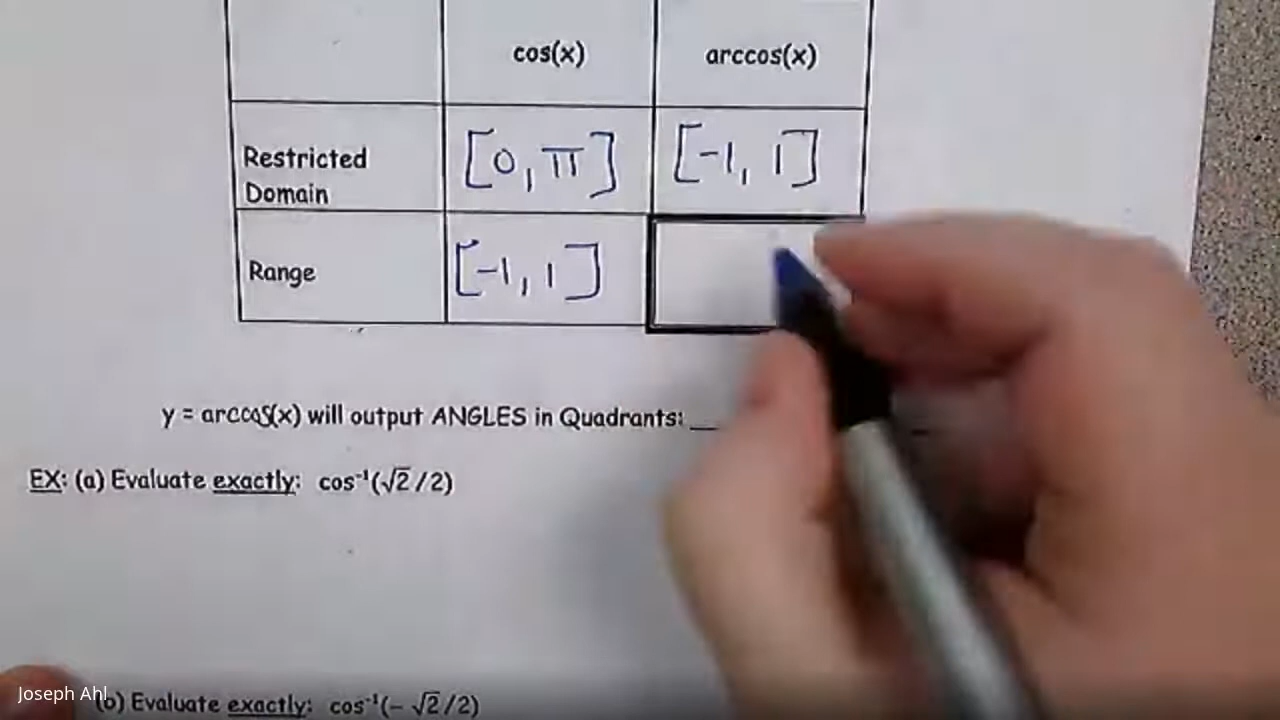 cos(x) arccos(x)
Restricted Domain [0, π] [-1, 1]
Range [-1, 1]
y = arccos(x) will output ANGLES in Quadrants: __
EX: (a) Evaluate exactly: cos⁻¹(√2/2)
(b) Evaluate exactly: cos⁻¹(- √2/2)
Joseph Ahl